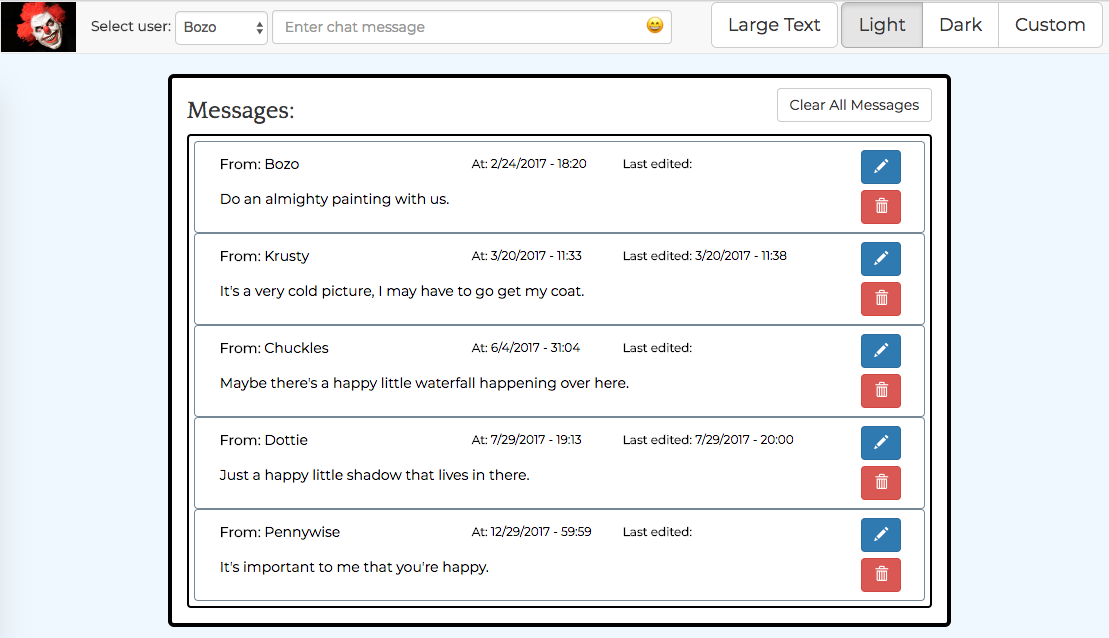 Select user: Bozo Enter chat message Large Text Light Dark Custom
Messages: Clear All Messages
From: Bozo At: 2/24/2017 - 18:20 Last edited:
Do an almighty painting with us.
From: Krusty At: 3/20/2017 - 11:33 Last edited: 3/20/2017 - 11:38
It's a very cold picture, I may have to go get my coat.
From: Chuckles At: 6/4/2017 - 31:04 Last edited:
Maybe there's a happy little waterfall happening over here.
From: Dottie At: 7/29/2017 - 19:13 Last edited: 7/29/2017 - 20:00
Just a happy little shadow that lives in there.
From: Pennywise At: 12/29/2017 - 59:59 Last edited:
It's important to me that you're happy.